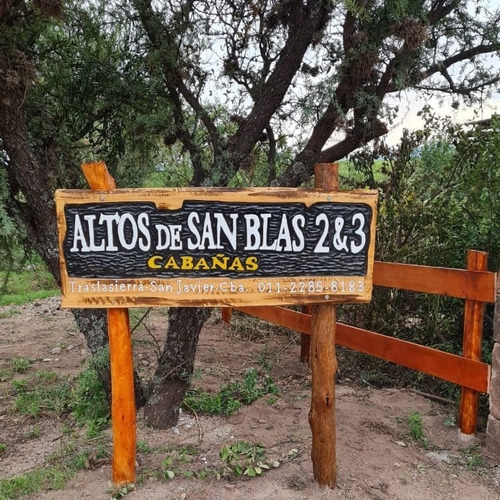 ALTOS DE SAN BLAS 2&3
CABAÑAS
Traslasierra-San Javier.Cba. 011-2285-8183